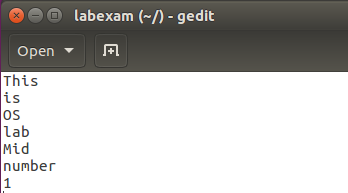 labexam (~/) - gedit
Open
This
is
OS
lab
Mid
number
1